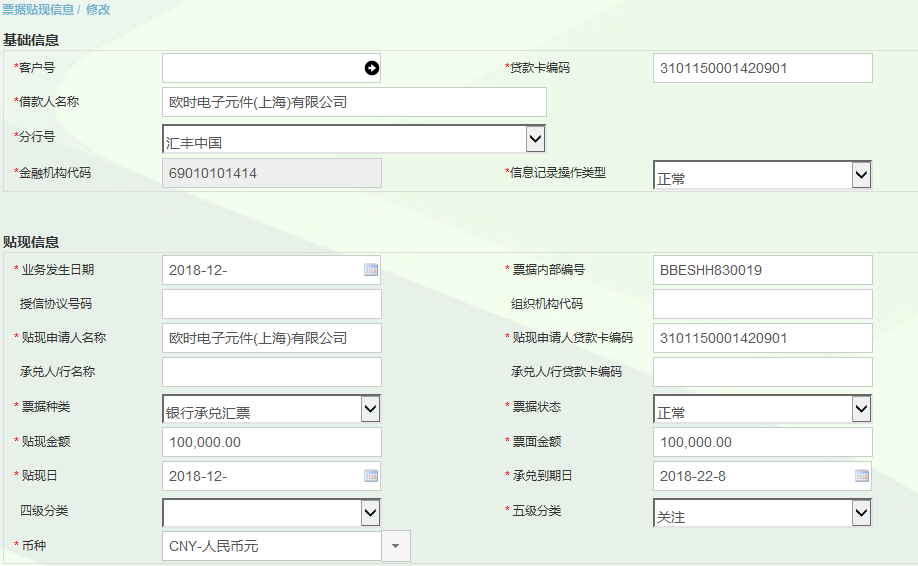 票据贴现信息 / 修改
基础信息
*客户号 *贷款卡编码 3101150001420901
*借款人名称 欧时电子元件(上海)有限公司
*分行号 汇丰中国
*金融机构代码 69010101414 *信息记录操作类型 正常
贴现信息
* 业务发生日期 2018-12- * 票据内部编号 BBESHH830019
授信协议号码 组织机构代码
* 贴现申请人名称 欧时电子元件(上海)有限公司 * 贴现申请人贷款卡编码 3101150001420901
承兑人/行名称 承兑人/行贷款卡编码
* 票据种类 银行承兑汇票 * 票据状态 正常
* 贴现金额 100,000.00 * 票面金额 100,000.00
* 贴现日 2018-12- * 承兑到期日 2018-22-8
四级分类 * 五级分类 关注
* 币种 CNY-人民币元